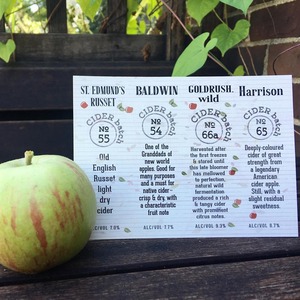 ST. EDMUND'S
RUSSET
CIDER batch
Nº
55
Old
English
Russet
light
dry
cider
ALC/VOL 7.8%
BALDWIN
CIDER batch
Nº
54
One of the
Granddads of
new world
apples. Good for
many purposes
and a must for
native cider-
crisp & dry, with
a characteristic
fruit note
ALC/VOL 7%
GOLDRUSH,
wild
CIDER batch
Nº
66a
Harvested after
the first freeze
& stored until
this late bloomer
has mellowed
to perfection,
natural wild
fermentation
produced a rich
& tangy cider
with prominent
citrus notes.
ALC/VOL 9.3%
Harrison
CIDER batch
Nº
65
Deeply coloured
cider of great
strength from
a legendary
American
cider apple.
Still, with a
slight residual
sweetness.
ALC/VOL 8.7%